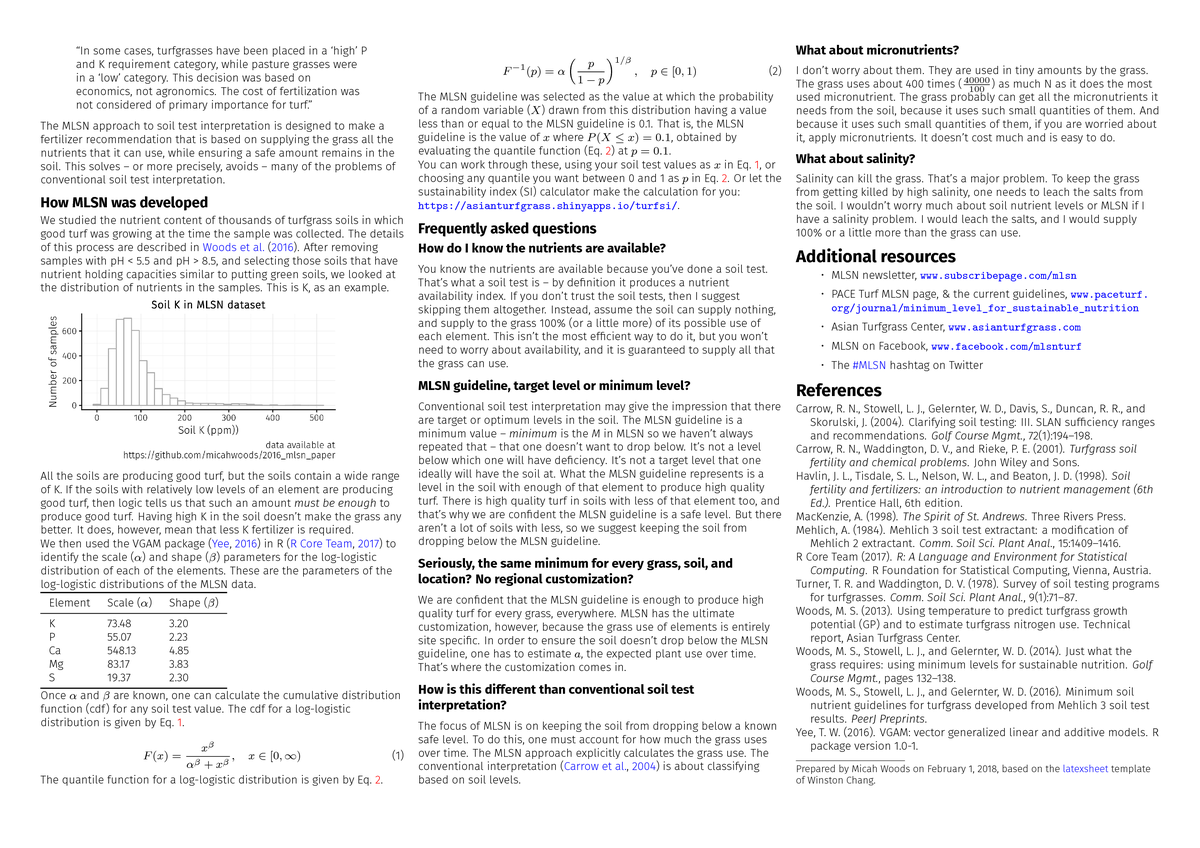 “In some cases, turfgrasses have been placed in a ‘high’ P
and K requirement category, while pasture grasses were
in a ‘low’ category. This decision was based on
economics, not agronomics. The cost of fertilization was
not considered of primary importance for turf.”
The MLSN approach to soil test interpretation is designed to make a
fertilizer recommendation that is based on supplying the grass all the
nutrients that it can use, while ensuring a safe amount remains in the
soil. This solves – or more precisely, avoids – many of the problems of
conventional soil test interpretation.
How MLSN was developed
We studied the nutrient content of thousands of turfgrass soils in which
good turf was growing at the time the sample was collected. The details
of this process are described in Woods et al. (2016). After removing
samples with pH < 5.5 and pH > 8.5, and selecting those soils that have
nutrient holding capacities similar to putting green soils, we looked at
the distribution of nutrients in the samples. This is K, as an example.
Soil K in MLSN dataset
Number of samples
600
400
200
0
0 100 200 300 400 500
Soil K (ppm))
data available at
https://github.com/micahwoods/2016_mlsn_paper
All the soils are producing good turf, but the soils contain a wide range
of K. If the soils with relatively low levels of an element are producing
good turf, then logic tells us that such an amount must be enough to
produce good turf. Having high K in the soil doesn’t make the grass any
better. It does, however, mean that less K fertilizer is required.
We then used the VGAM package (Yee, 2016) in R (R Core Team, 2017) to
identify the scale (α) and shape (β) parameters for the log-logistic
distribution of each of the elements. These are the parameters of the
log-logistic distributions of the MLSN data.
Element Scale (α) Shape (β)
K 73.48 3.20
P 55.07 2.23
Ca 548.13 4.85
Mg 83.17 3.83
S 19.37 2.30
Once α and β are known, one can calculate the cumulative distribution
function (cdf) for any soil test value. The cdf for a log-logistic
distribution is given by Eq. 1.
F(x) = x^β / (α^β + x^β), x ∈ [0, ∞) (1)
The quantile function for a log-logistic distribution is given by Eq. 2.
F^−1(p) = α (p / (1 − p))^1/β, p ∈ [0, 1) (2)
The MLSN guideline was selected as the value at which the probability
of a random variable (X) drawn from this distribution having a value
less than or equal to the MLSN guideline is 0.1. That is, the MLSN
guideline is the value of x where P(X ≤ x) = 0.1, obtained by
evaluating the quantile function (Eq. 2) at p = 0.1.
You can work through these, using your soil test values as x in Eq. 1, or
choosing any quantile you want between 0 and 1 as p in Eq. 2. Or let the
sustainability index (SI) calculator make the calculation for you:
https://asianturfgrass.shinyapps.io/turfsi/.
Frequently asked questions
How do I know the nutrients are available?
You know the nutrients are available because you’ve done a soil test.
That’s what a soil test is – by definition it produces a nutrient
availability index. If you don’t trust the soil tests, then I suggest
skipping them altogether. Instead, assume the soil can supply nothing,
and supply to the grass 100% (or a little more) of its possible use of
each element. This isn’t the most efficient way to do it, but you won’t
need to worry about availability, and it is guaranteed to supply all that
the grass can use.
MLSN guideline, target level or minimum level?
Conventional soil test interpretation may give the impression that there
are target or optimum levels in the soil. The MLSN guideline is a
minimum value – minimum is the M in MLSN so we haven’t always
repeated that – that one doesn’t want to drop below. It’s not a level
below which one will have deficiency. It’s not a target level that one
ideally will have the soil at. What the MLSN guideline represents is a
level in the soil with enough of that element to produce high quality
turf. There is high quality turf in soils with less of that element too, and
that’s why we are confident the MLSN guideline is a safe level. But there
aren’t a lot of soils with less, so we suggest keeping the soil from
dropping below the MLSN guideline.
Seriously, the same minimum for every grass, soil, and
location? No regional customization?
We are confident that the MLSN guideline is enough to produce high
quality turf for every grass, everywhere. MLSN has the ultimate
customization, however, because the grass use of elements is entirely
site specific. In order to ensure the soil doesn’t drop below the MLSN
guideline, one has to estimate a, the expected plant use over time.
That’s where the customization comes in.
How is this different than conventional soil test
interpretation?
The focus of MLSN is on keeping the soil from dropping below a known
safe level. To do this, one must account for how much the grass uses
over time. The MLSN approach explicitly calculates the grass use. The
conventional interpretation (Carrow et al., 2004) is about classifying
based on soil levels.
What about micronutrients?
I don’t worry about them. They are used in tiny amounts by the grass.
The grass uses about 400 times (40000/100) as much N as it does the most
used micronutrient. The grass probably can get all the micronutrients it
needs from the soil, because it uses such small quantities of them. And
because it uses such small quantities of them, if you are worried about
it, apply micronutrients. It doesn’t cost much and is easy to do.
What about salinity?
Salinity can kill the grass. That’s a major problem. To keep the grass
from getting killed by high salinity, one needs to leach the salts from
the soil. I wouldn’t worry much about soil nutrient levels or MLSN if I
have a salinity problem. I would leach the salts, and I would supply
100% or a little more than the grass can use.
Additional resources
• MLSN newsletter, www.subscribepage.com/mlsn
• PACE Turf MLSN page, & the current guidelines, www.paceturf.
org/journal/minimum_level_for_sustainable_nutrition
• Asian Turfgrass Center, www.asianturfgrass.com
• MLSN on Facebook, www.facebook.com/mlsnturf
• The #MLSN hashtag on Twitter
References
Carrow, R. N., Stowell, L. J., Gelernter, W. D., Davis, S., Duncan, R. R., and
Skorulski, J. (2004). Clarifying soil testing: III. SLAN sufficiency ranges
and recommendations. Golf Course Mgmt., 72(1):194–198.
Carrow, R. N., Waddington, D. V., and Rieke, P. E. (2001). Turfgrass soil
fertility and chemical problems. John Wiley and Sons.
Havlin, J. L., Tisdale, S. L., Nelson, W. L., and Beaton, J. D. (1998). Soil
fertility and fertilizers: an introduction to nutrient management (6th
Ed.). Prentice Hall, 6th edition.
MacKenzie, A. (1998). The Spirit of St. Andrews. Three Rivers Press.
Mehlich, A. (1984). Mehlich 3 soil test extractant: a modification of
Mehlich 2 extractant. Comm. Soil Sci. Plant Anal., 15:1409–1416.
R Core Team (2017). R: A Language and Environment for Statistical
Computing. R Foundation for Statistical Computing, Vienna, Austria.
Turner, T. R. and Waddington, D. V. (1978). Survey of soil testing programs
for turfgrasses. Comm. Soil Sci. Plant Anal., 9(1):71–87.
Woods, M. S. (2013). Using temperature to predict turfgrass growth
potential (GP) and to estimate turfgrass nitrogen use. Technical
report, Asian Turfgrass Center.
Woods, M. S., Stowell, L. J., and Gelernter, W. D. (2014). Just what the
grass requires: using minimum levels for sustainable nutrition. Golf
Course Mgmt., pages 132–138.
Woods, M. S., Stowell, L. J., and Gelernter, W. D. (2016). Minimum soil
nutrient guidelines for turfgrass developed from Mehlich 3 soil test
results. PeerJ Preprints.
Yee, T. W. (2016). VGAM: vector generalized linear and additive models. R
package version 1.0-1.
Prepared by Micah Woods on February 1, 2018, based on the latexsheet template
of Winston Chang.